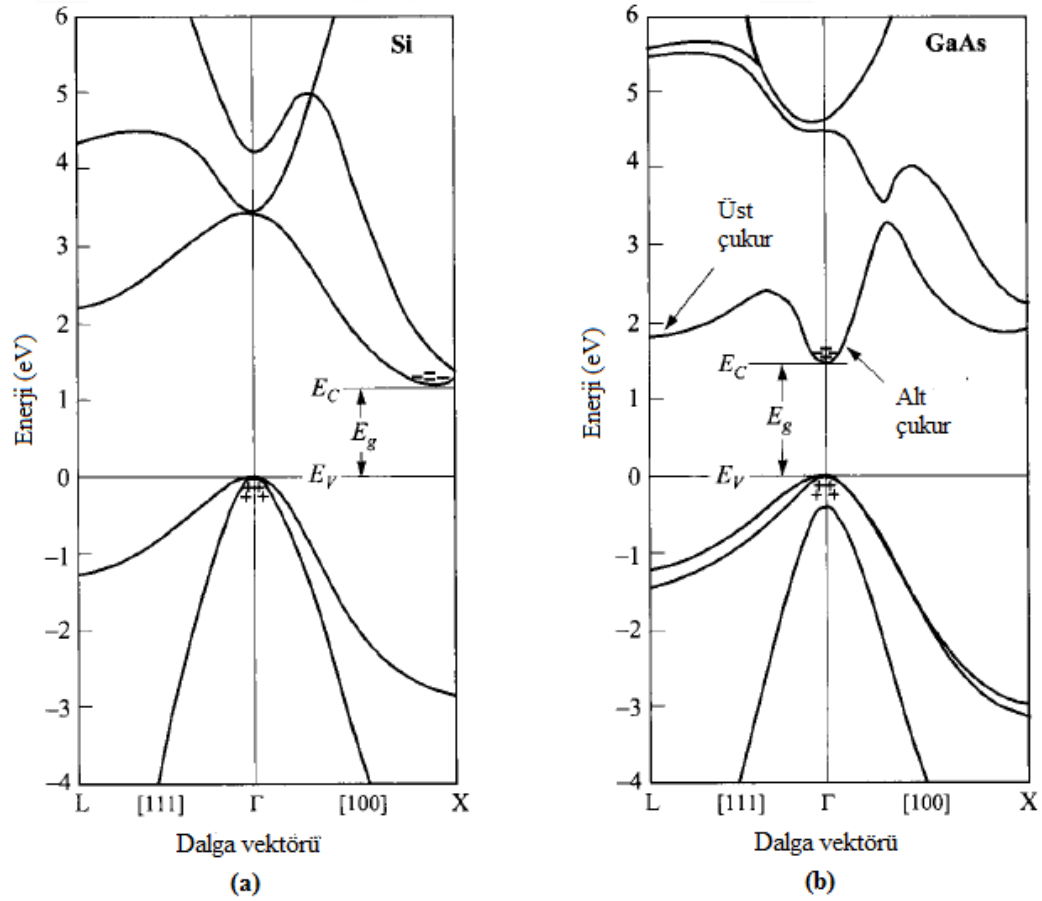 Si
Enerji (eV)
6
5
4
3
2
1
0
−1
−2
−3
−4
E_C
E_g
E_V
L [111] Γ [100] X
Dalga vektörü
(a)
GaAs
Enerji (eV)
6
5
4
3
2
1
0
−1
−2
−3
−4
Üst
çukur
E_C
Alt
çukur
E_g
E_V
L [111] Γ [100] X
Dalga vektörü
(b)